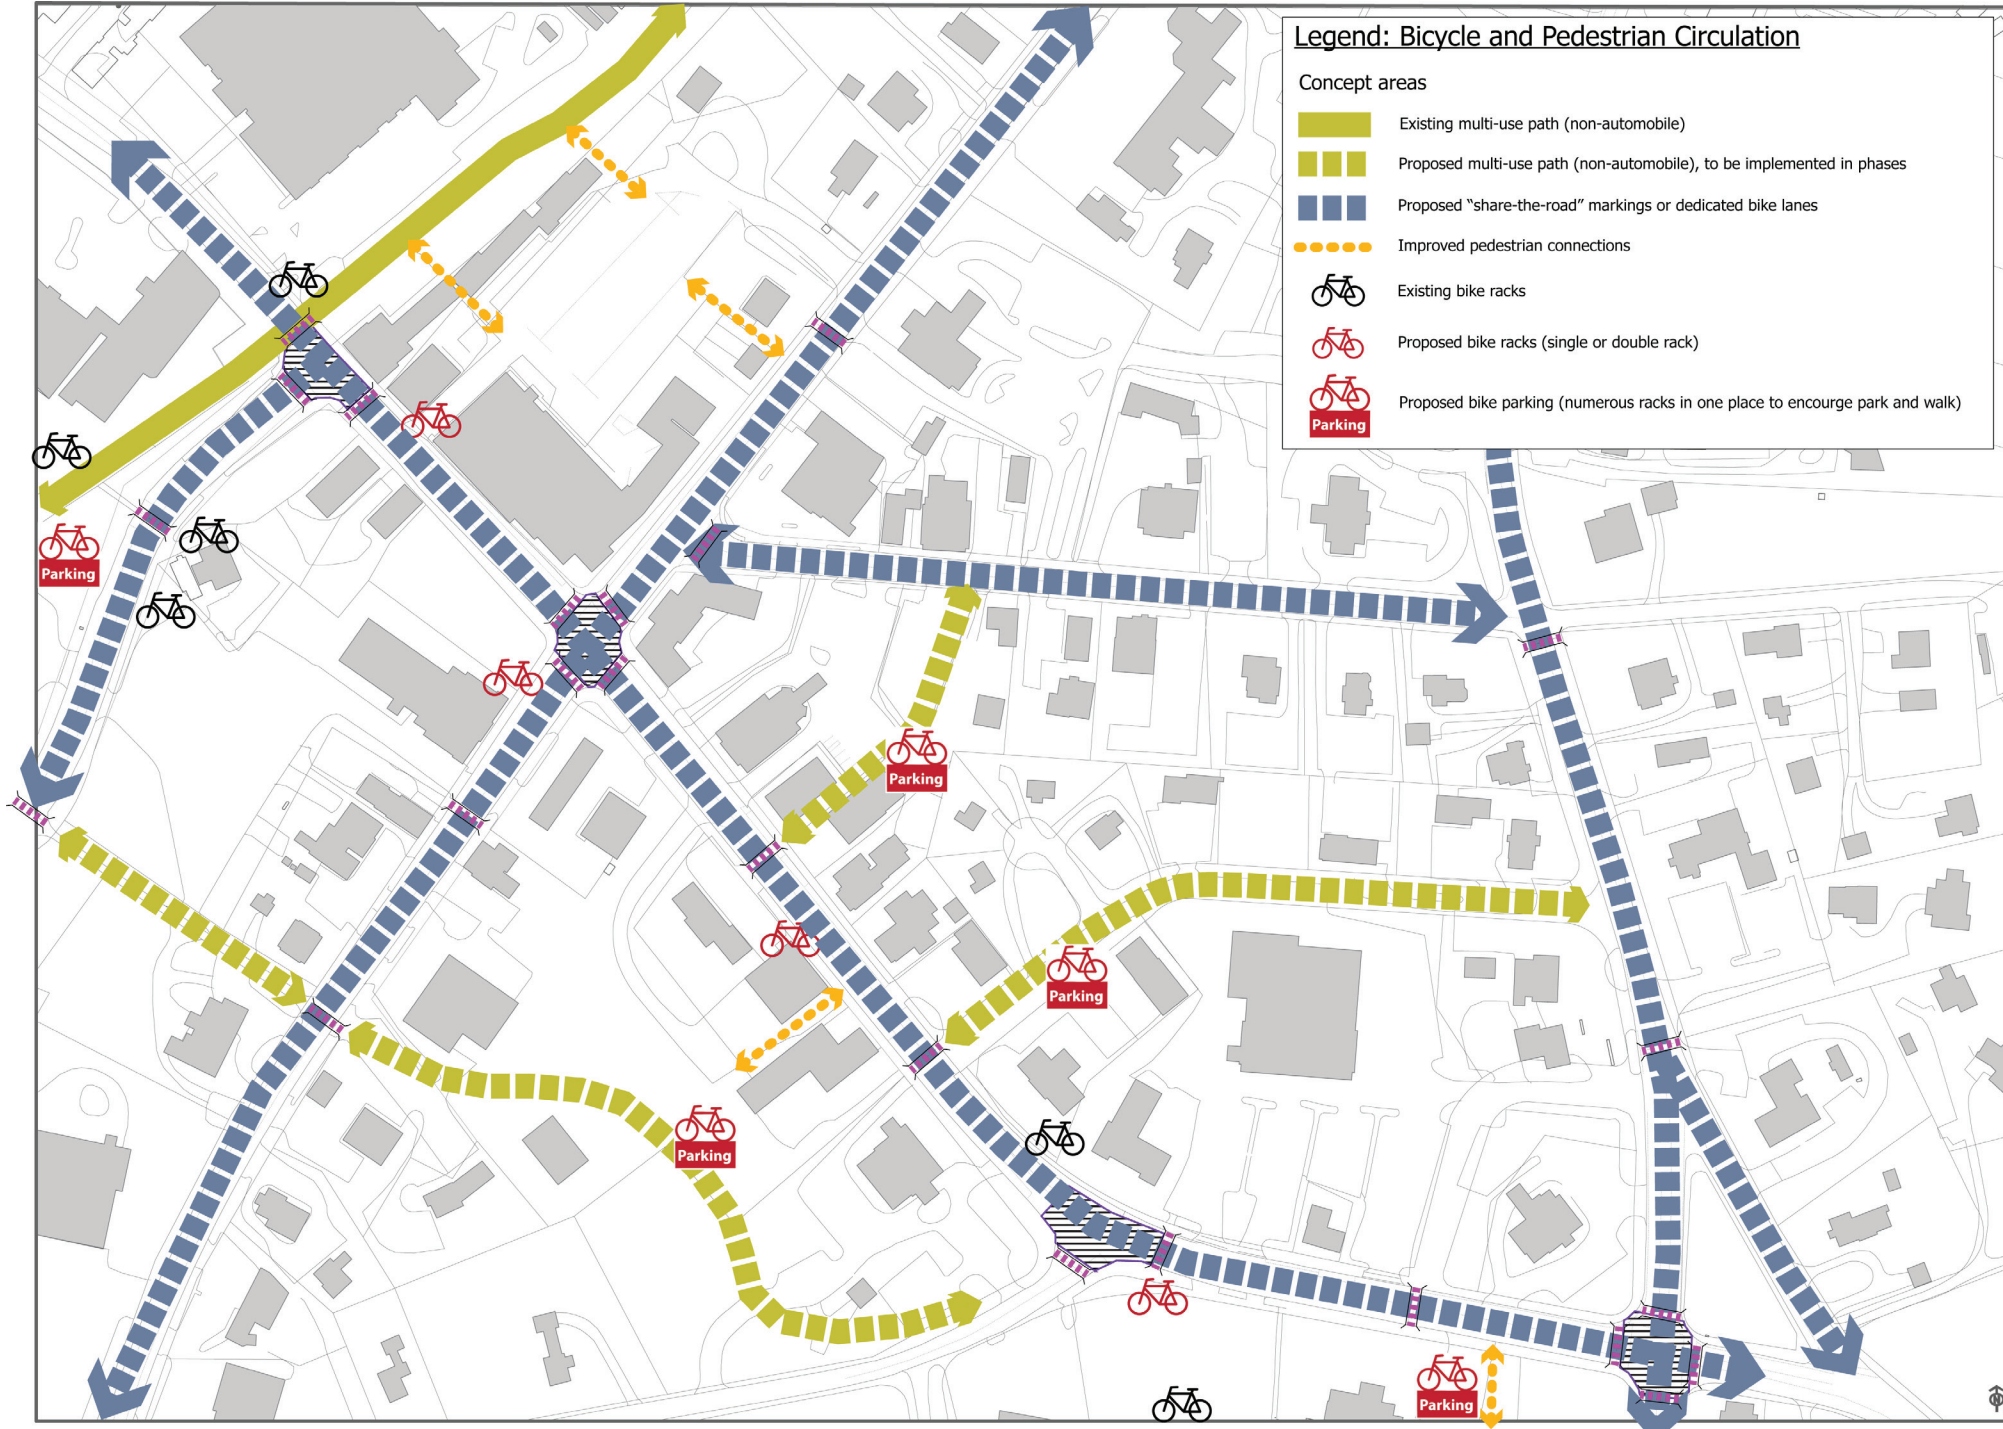 Legend: Bicycle and Pedestrian Circulation
Concept areas
Existing multi-use path (non-automobile)
Proposed multi-use path (non-automobile), to be implemented in phases
Proposed “share-the-road” markings or dedicated bike lanes
Improved pedestrian connections
Existing bike racks
Proposed bike racks (single or double rack)
Proposed bike parking (numerous racks in one place to encourge park and walk)
Parking
Parking
Parking
Parking
Parking
Parking
N